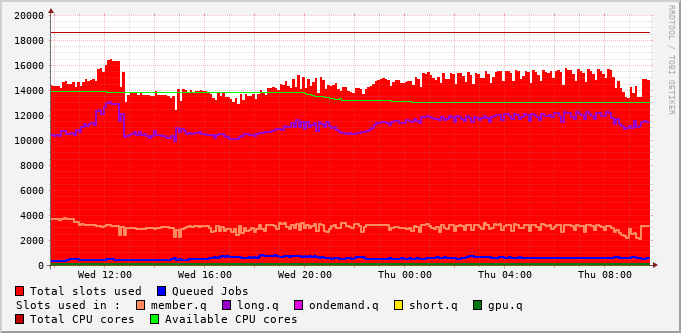 RRDTOOL / TOBI OETIKER
20000
18000
16000
14000
12000
10000
8000
6000
4000
2000
0
Wed 12:00 Wed 16:00 Wed 20:00 Thu 00:00 Thu 04:00 Thu 08:00
Total slots used Queued Jobs
Slots used in : member.q long.q ondemand.q short.q gpu.q
Total CPU cores Available CPU cores